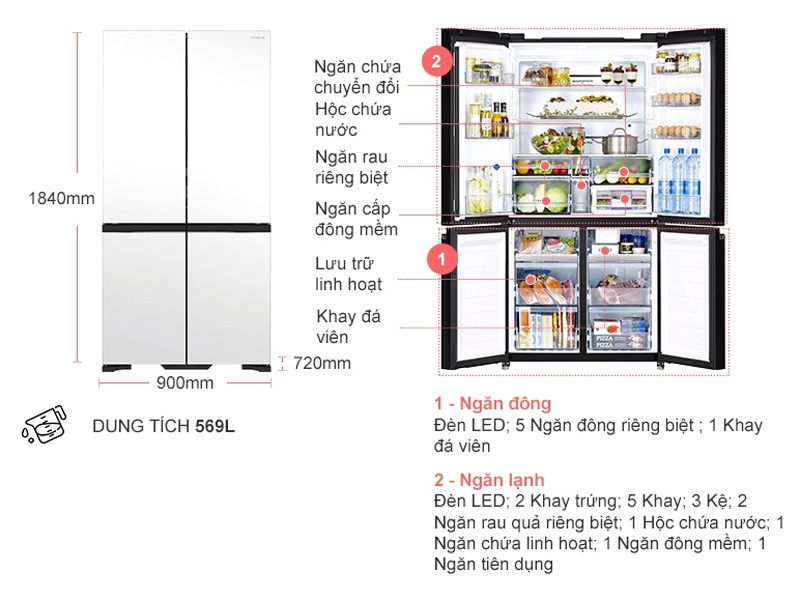 HITACHI
Ngăn chứa
chuyển đổi
Hộc chứa
nước
Ngăn rau
riêng biệt
Ngăn cấp
đông mềm
Lưu trữ
linh hoạt
Khay đá
viên
2
1
1840mm
720mm
900mm
DUNG TÍCH 569L
PIZZA
PIZZA
1 - Ngăn đông
Đèn LED; 5 Ngăn đông riêng biệt ; 1 Khay
đá viên
2 - Ngăn lạnh
Đèn LED; 2 Khay trứng; 5 Khay; 3 Kệ; 2
Ngăn rau quả riêng biệt; 1 Hộc chứa nước; 1
Ngăn chứa linh hoạt; 1 Ngăn đông mềm; 1
Ngăn tiện dụng